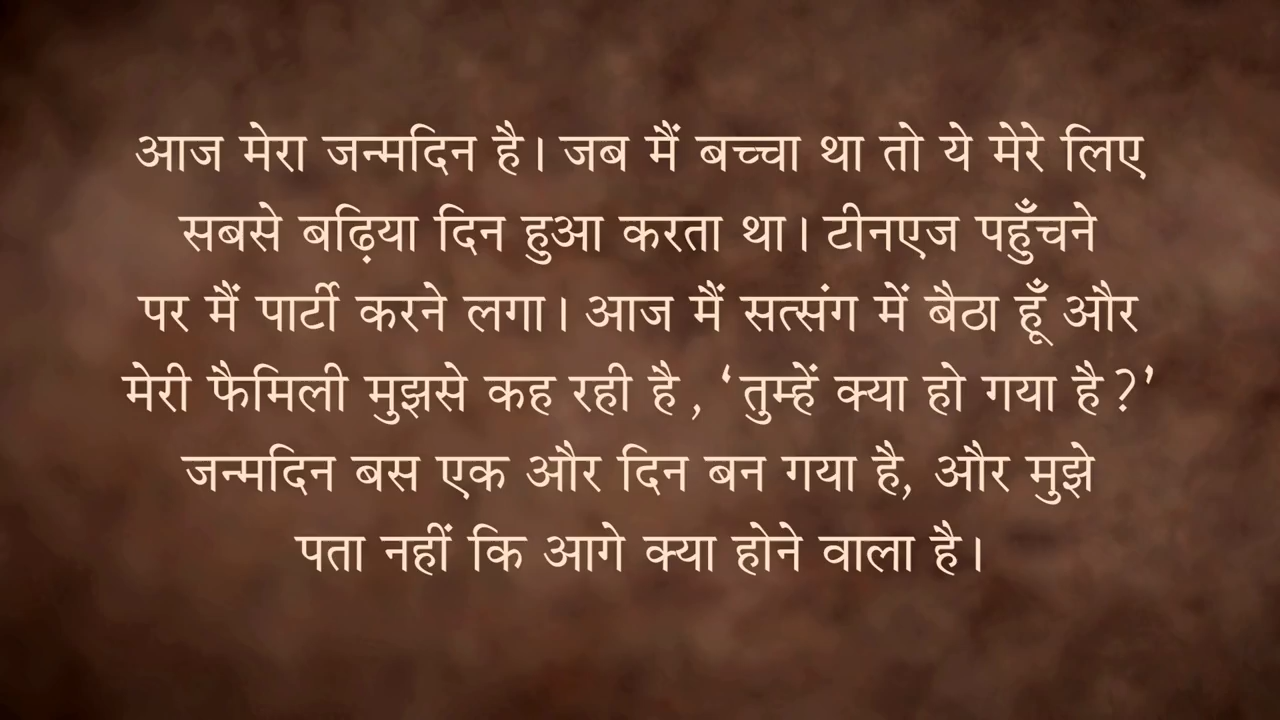 आज मेरा जन्मदिन है। जब मैं बच्चा था तो ये मेरे लिए
सबसे बढ़िया दिन हुआ करता था। टीनएज पहुँचने
पर मैं पार्टी करने लगा। आज मैं सत्संग में बैठा हूँ और
मेरी फैमिली मुझसे कह रही है, ‘तुम्हें क्या हो गया है?’
जन्मदिन बस एक और दिन बन गया है, और मुझे
पता नहीं कि आगे क्या होने वाला है।